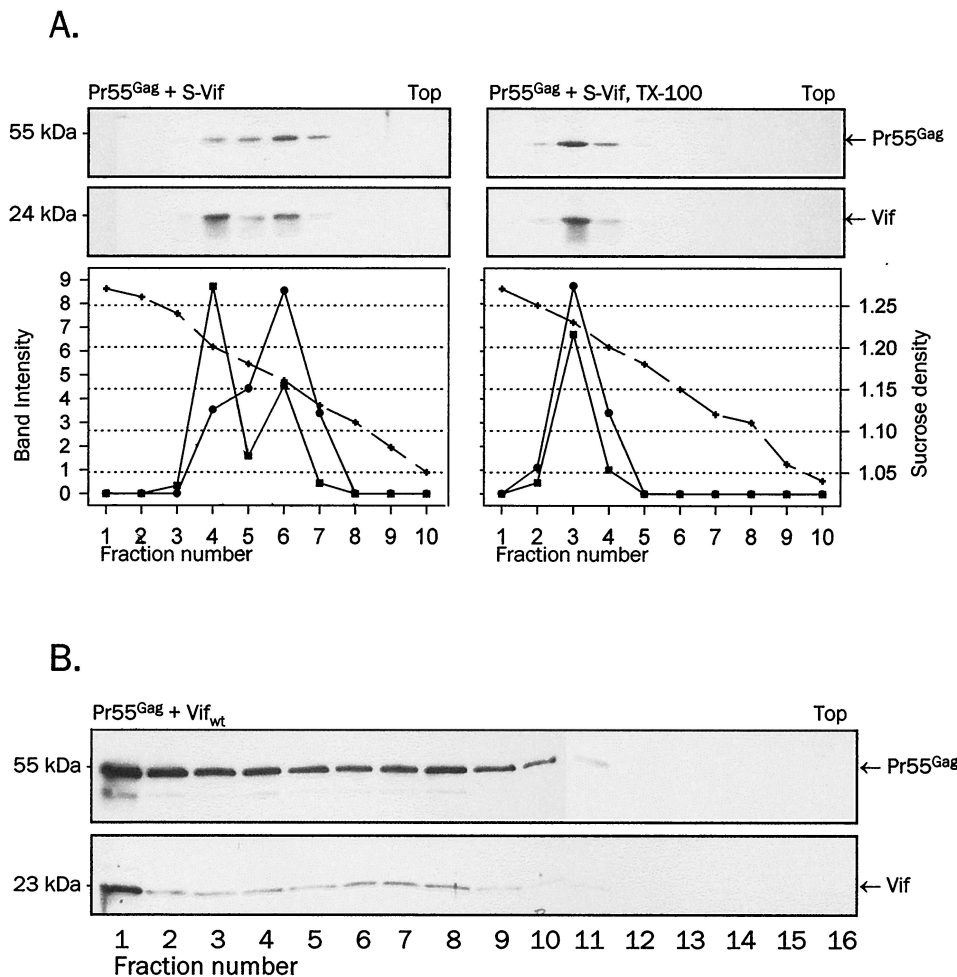 A.
Pr55Gag + S-Vif Top
Pr55Gag + S-Vif, TX-100 Top
55 kDa
← Pr55Gag
24 kDa
← Vif
9
8
7
6
5
4
3
2
1
0
Band Intensity
1.25
1.20
1.15
1.10
1.05
Sucrose density
1 2 3 4 5 6 7 8 9 10
Fraction number
1 2 3 4 5 6 7 8 9 10
Fraction number
B.
Pr55Gag + Vifwt Top
55 kDa
← Pr55Gag
23 kDa
← Vif
1 2 3 4 5 6 7 8 9 10 11 12 13 14 15 16
Fraction number